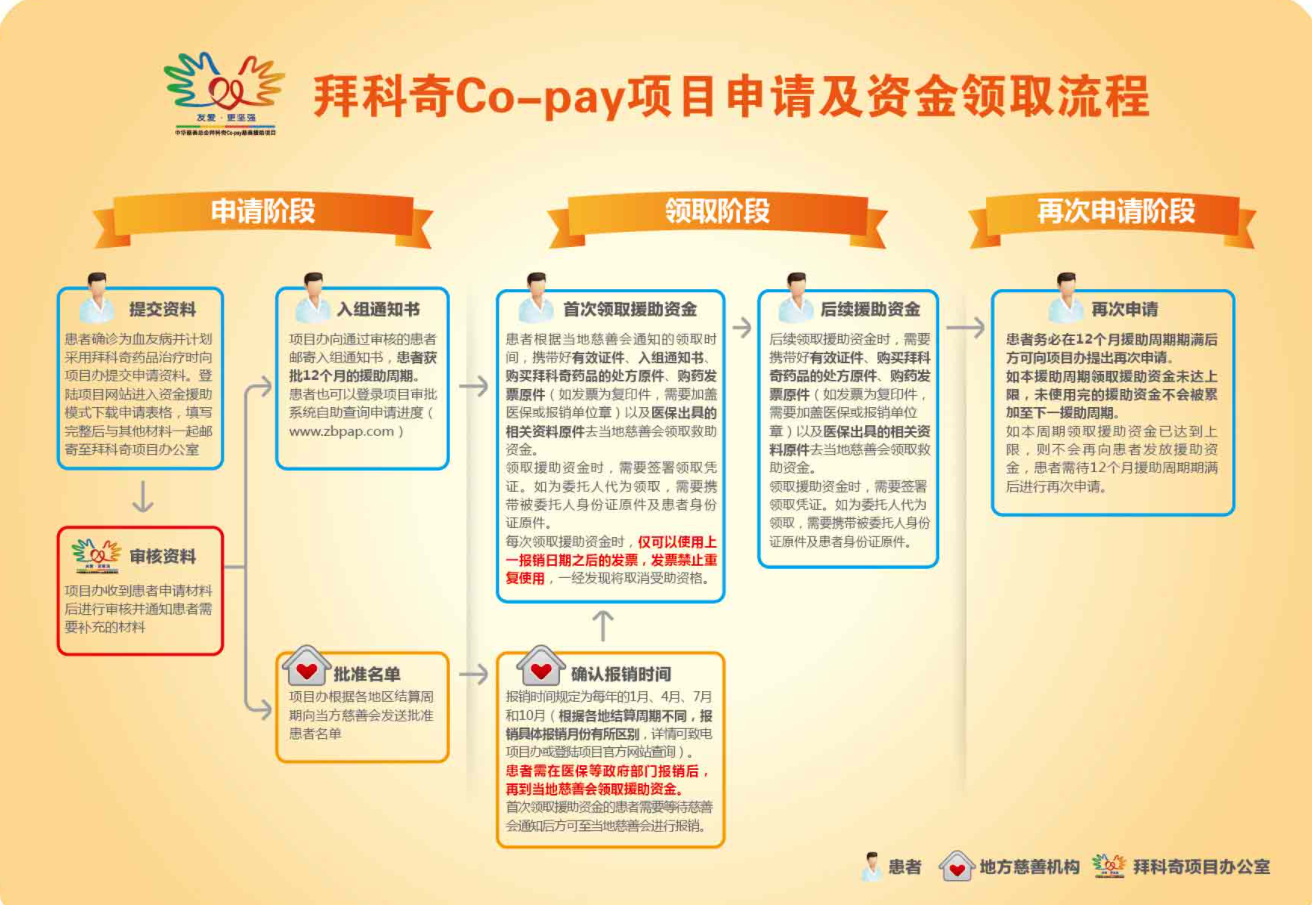 友爱·更坚强
中华慈善总会拜科奇Co-pay慈善援助项目
拜科奇Co-pay项目申请及资金领取流程
申请阶段
领取阶段
再次申请阶段
提交资料
患者确诊为血友病并计划
采用拜科奇药品治疗时向
项目办提交申请资料。登
陆项目网站进入资金援助
模式下载申请表格，填写
完整后与其他材料一起邮
寄至拜科奇项目办公室
审核资料
项目办收到患者申请材料
后进行审核并通知患者需
要补充的材料
入组通知书
项目办向通过审核的患者
邮寄入组通知书，患者获
批12个月的援助周期。
患者也可以登录项目审批
系统自助查询申请进度（
www.zbpap.com）
批准名单
项目办根据各地区结算周
期向当方慈善会发送批准
患者名单
首次领取援助资金
患者根据当地慈善会通知的领取时
间，携带好有效证件、入组通知书、
购买拜科奇药品的处方原件、购药发
票原件（如发票为复印件，需要加盖
医保或报销单位章）以及医保出具的
相关资料原件去当地慈善会领取救助
资金。
领取援助资金时，需要签署领取凭
证。如为委托人代为领取，需要携
带被委托人身份证原件及患者身份
证原件。
每次领取援助资金时，仅可以使用上
一报销日期之后的发票，发票禁止重
复使用，一经发现将取消受助资格。
确认报销时间
报销时间规定为每年的1月、4月、7月
和10月（根据各地结算周期不同，报
销具体报销月份有所区别，详情可致电
项目办或登陆项目官方网站查询）。
患者需在医保等政府部门报销后，
再到当地慈善会领取援助资金。
首次领取援助资金的患者需要等待慈善
会通知后方可至当地慈善会进行报销。
后续援助资金
后续领取援助资金时，需要
携带好有效证件、购买拜科
奇药品的处方原件、购药发
票原件（如发票为复印件，
需要加盖医保或报销单位
章）以及医保出具的相关资
料原件去当地慈善会领取救
助资金。
领取援助资金时，需要签署
领取凭证。如为委托人代为
领取，需要携带被委托人身份
证原件及患者身份证原件。
再次申请
患者务必在12个月援助周期期满后
方可向项目办提出再次申请。
如本援助周期领取援助资金未达上
限，未使用完的援助资金不会被累
加至下一援助周期。
如本周期领取援助资金已达到上
限，则不会再向患者发放援助资
金，患者需待12个月援助周期期满
后进行再次申请。
患者
地方慈善机构
拜科奇项目办公室